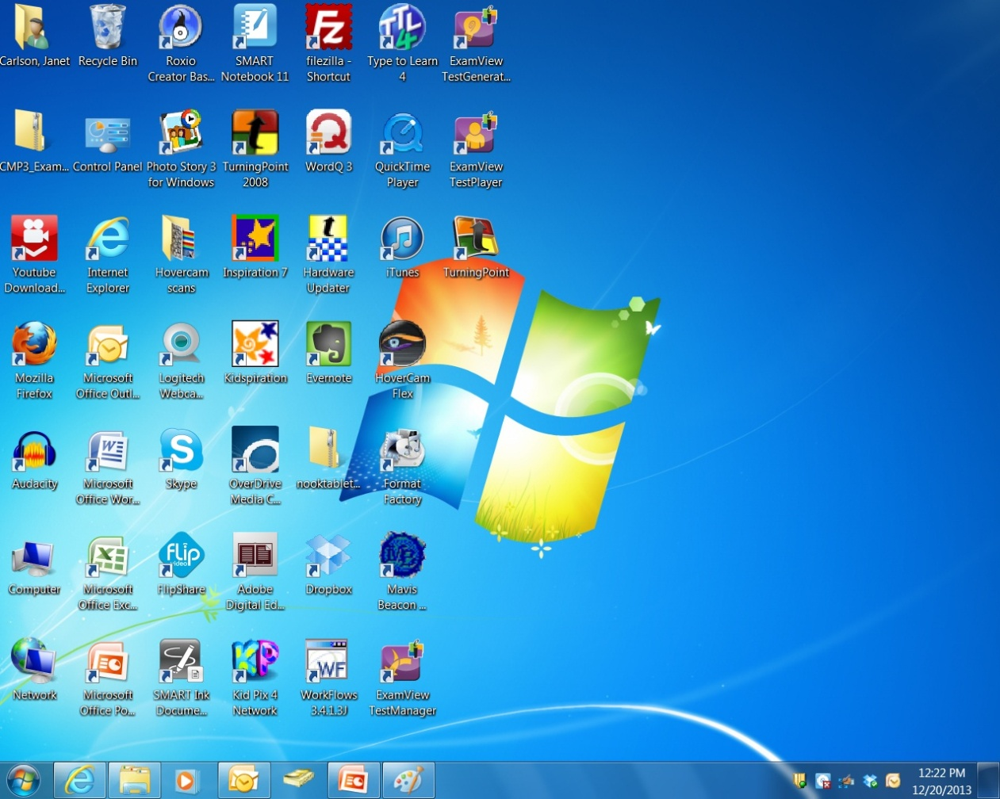 Carlson, Janet
Recycle Bin
Roxio
Creator Bas...
SMART
Notebook 11
filezilla -
Shortcut
Type to Learn
4
ExamView
TestGenerat...
CMP3_Exam...
Control Panel
Photo Story 3
for Windows
TurningPoint
2008
WordQ 3
QuickTime
Player
ExamView
TestPlayer
Youtube
Download...
Internet
Explorer
Hovercam
scans
Inspiration 7
Hardware
Updater
iTunes
TurningPoint
Mozilla
Firefox
Microsoft
Office Outl...
Logitech
Webca...
Kidspiration
Evernote
HoverCam
Flex
Audacity
Microsoft
Office Wor...
Skype
OverDrive
Media C...
nooktablet...
Format
Factory
Computer
Microsoft
Office Exc...
flip
video
FlipShare
Adobe
Digital Ed...
Dropbox
Mavis
Beacon ...
Network
Microsoft
Office Po...
SMART Ink
Docume...
Kid Pix 4
Network
WF
WorkFlows
3.4.1.3J
ExamView
TestManager
12:22 PM
12/20/2013